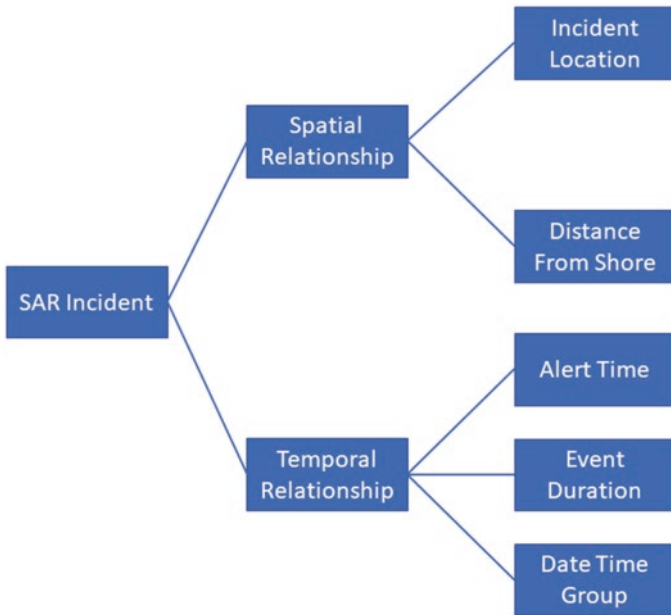 Incident
Location
Spatial
Relationship
Distance
From Shore
SAR Incident
Alert Time
Temporal
Relationship
Event
Duration
Date Time
Group